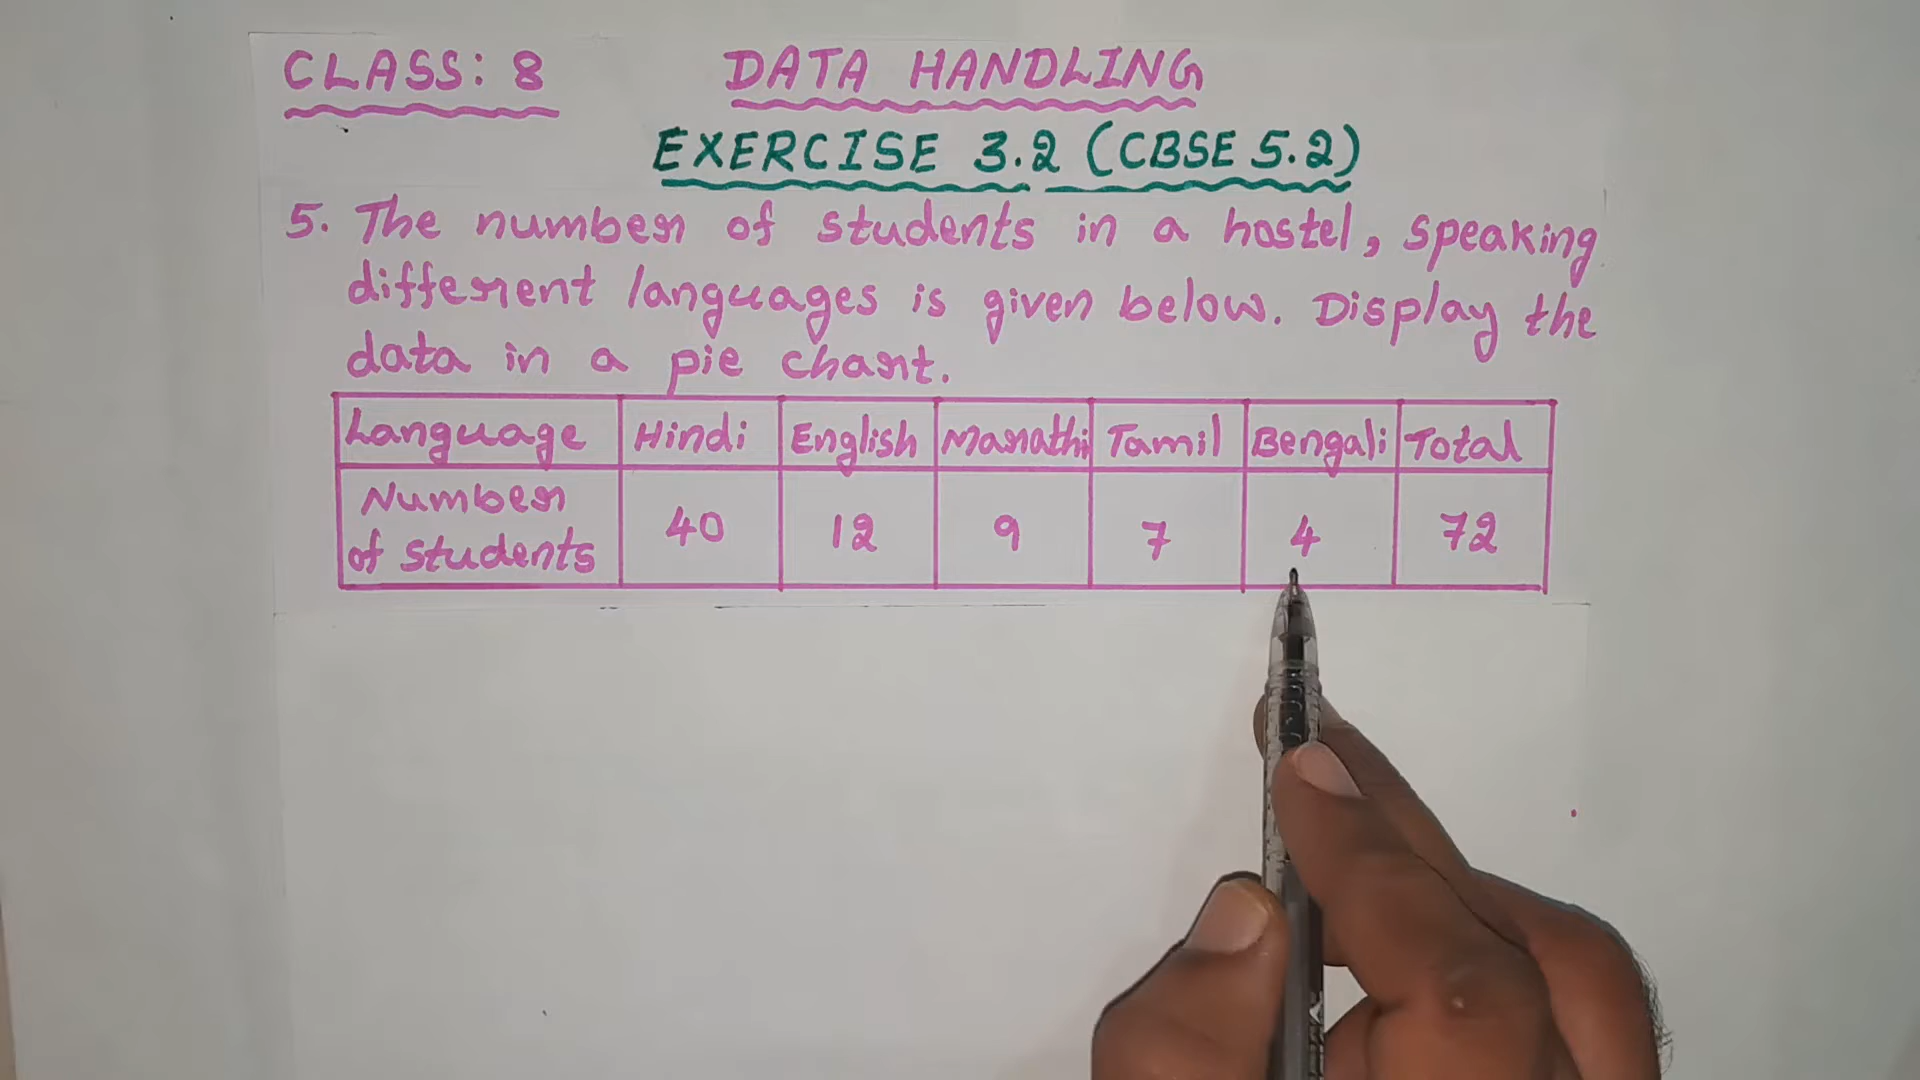 CLASS: 8 DATA HANDLING
EXERCISE 3.2 (CBSE 5.2)
5. The number of students in a hostel, speaking
different languages is given below. Display the
data in a pie chart.
Language Hindi English Marathi Tamil Bengali Total
Number
of students 40 12 9 7 4 72